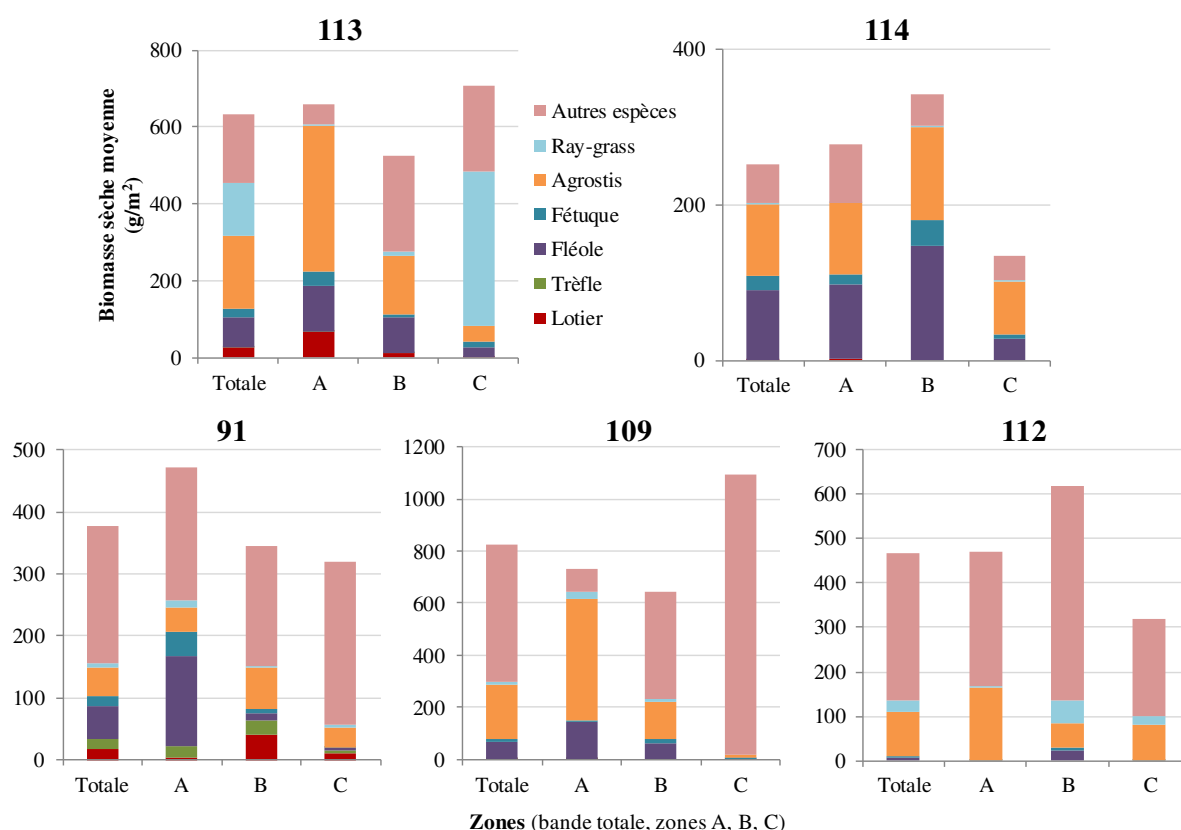 113
114
Biomasse sèche moyenne
(g/m²)
800
600
400
200
0
Totale
A
B
C
Autres espèces
Ray-grass
Agrostis
Fétuque
Fléole
Trèfle
Lotier
400
200
0
Totale
A
B
C
91
109
112
500
400
300
200
100
0
Totale
A
B
C
1200
1000
800
600
400
200
0
Totale
A
B
C
700
600
500
400
300
200
100
0
Totale
A
B
C
Zones (bande totale, zones A, B, C)